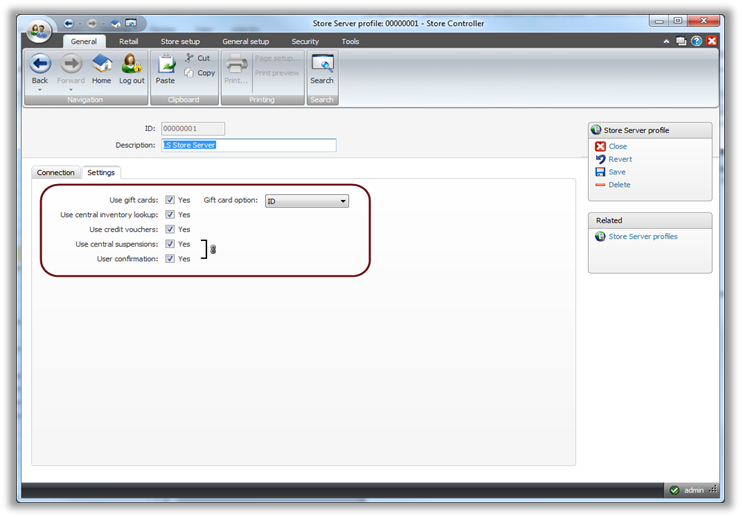 Store Server profile: 00000001 - Store Controller
General Retail Store setup General setup Security Tools
Back Forward Home Log out
Navigation
Paste
Cut
Copy
Clipboard
Print...
Page setup...
Print preview
Printing
Search
Search
ID: 00000001
Description: LS Store Server
Connection Settings
Use gift cards: Yes Gift card option: ID
Use central inventory lookup: Yes
Use credit vouchers: Yes
Use central suspensions: Yes
User confirmation: Yes
Store Server profile
Close
Revert
Save
Delete
Related
Store Server profiles
admin